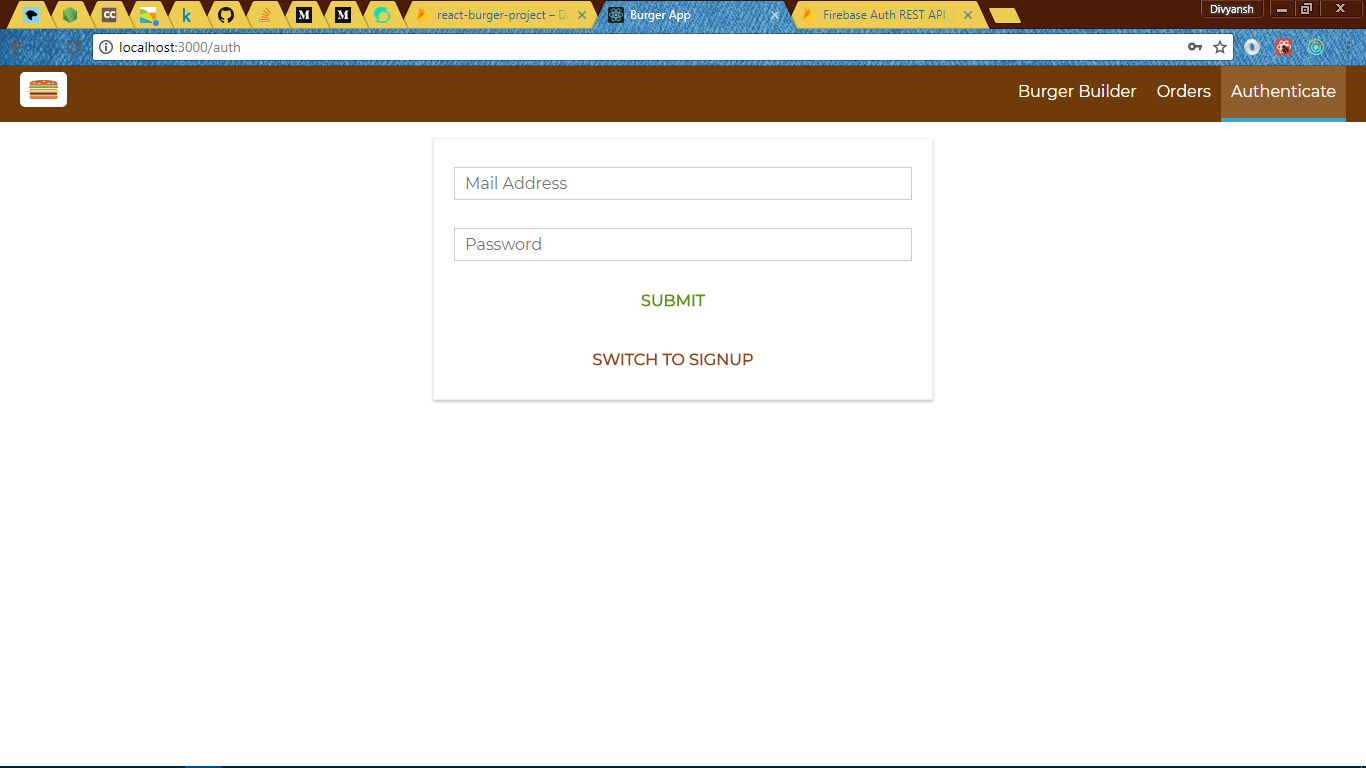 react-burger-project – D
Burger App
Firebase Auth REST API
Divyansh
localhost:3000/auth
Burger Builder
Orders
Authenticate
Mail Address
Password
SUBMIT
SWITCH TO SIGNUP
CC
k
M
M